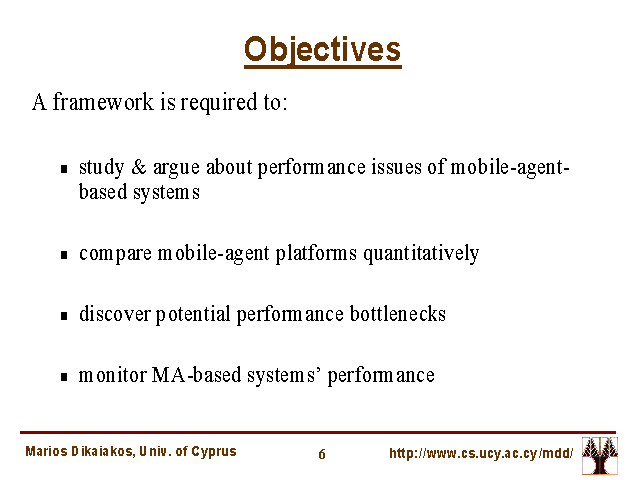 Objectives
A framework is required to:
■ study & argue about performance issues of mobile-agent-
based systems
■ compare mobile-agent platforms quantitatively
■ discover potential performance bottlenecks
■ monitor MA-based systems’ performance
Marios Dikaiakos, Univ. of Cyprus 6 http://www.cs.ucy.ac.cy/mdd/